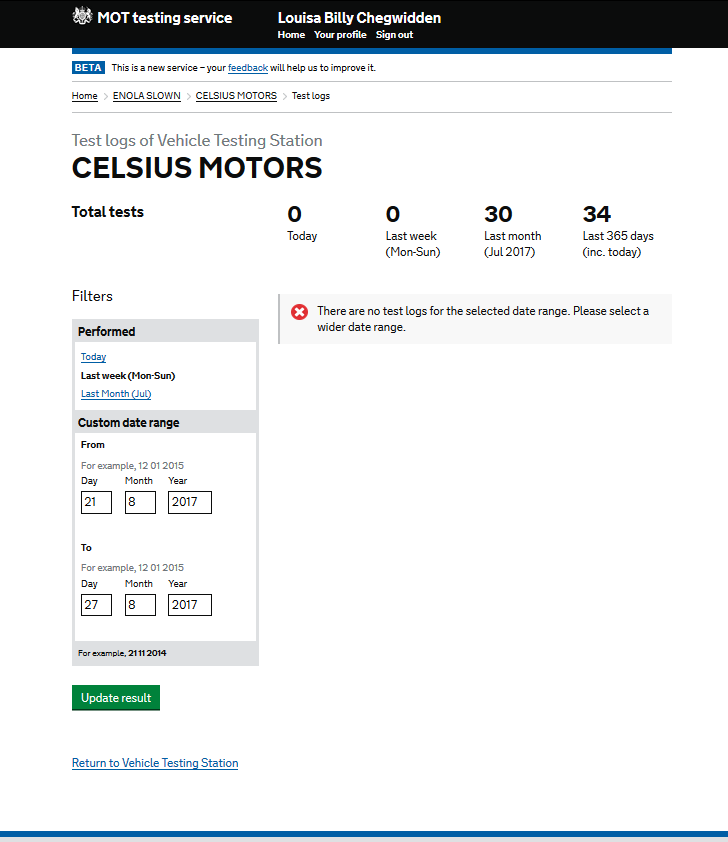 MOT testing service
Louisa Billy Chegwidden
Home Your profile Sign out
BETA This is a new service – your feedback will help us to improve it.
Home > ENOLA SLOWN > CELSIUS MOTORS > Test logs
Test logs of Vehicle Testing Station
CELSIUS MOTORS
Total tests
0
Today
0
Last week
(Mon-Sun)
30
Last month
(Jul 2017)
34
Last 365 days
(inc. today)
Filters
Performed
Today
Last week (Mon-Sun)
Last Month (Jul)
Custom date range
From
For example, 12 01 2015
Day Month Year
21 8 2017
To
For example, 12 01 2015
Day Month Year
27 8 2017
For example, 21 11 2014
Update result
There are no test logs for the selected date range. Please select a
wider date range.
Return to Vehicle Testing Station